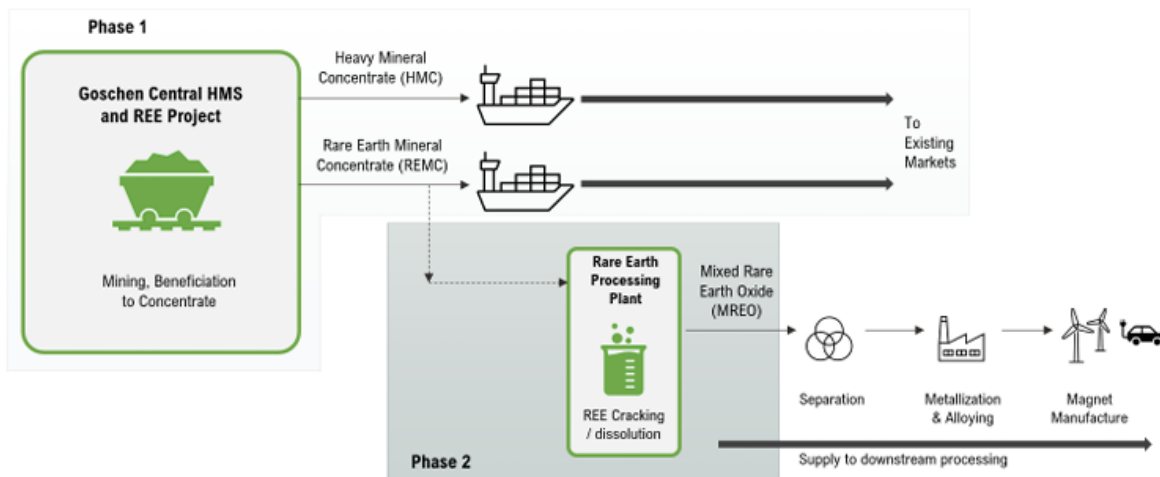 Phase 1
Goschen Central HMS
and REE Project
Mining, Beneficiation
to Concentrate
Heavy Mineral
Concentrate (HMC)
Rare Earth Mineral
Concentrate (REMC)
To
Existing
Markets
Phase 2
Rare Earth
Processing
Plant
REE Cracking
/ dissolution
Mixed Rare
Earth Oxide
(MREO)
Separation
Metallization
& Alloying
Magnet
Manufacture
Supply to downstream processing